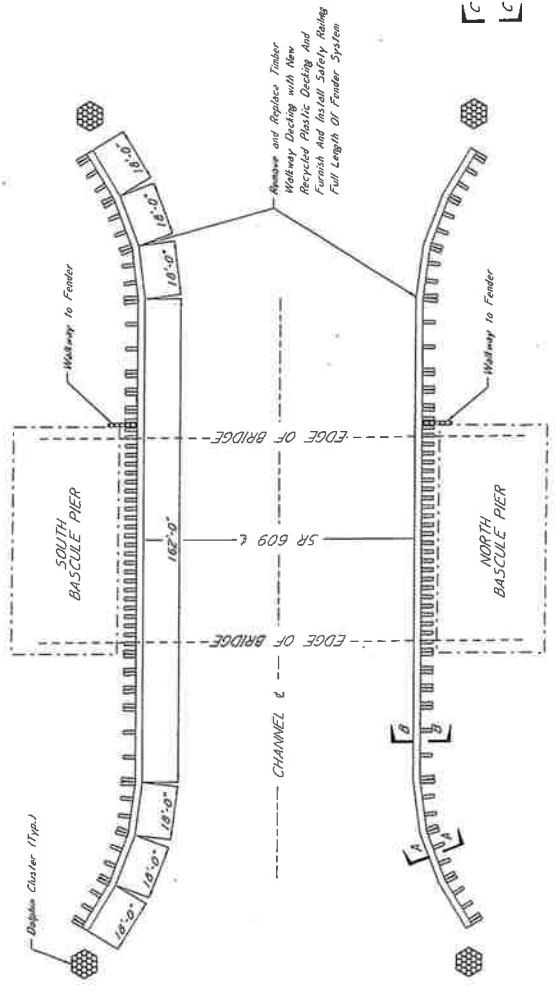 Dolphin Cluster (Typ.)
SOUTH
BASCULE PIER
Walkway to Fender
18'-0"
18'-0"
18'-0"
162'-0"
18'-0"
18'-0"
18'-0"
EDGE OF BRIDGE
SR 609 ℄
EDGE OF BRIDGE
CHANNEL ℄
Remove and Replace Timber
Walkway Decking with New
Recycled Plastic Decking And
Furnish And Install Safety Railing
Full Length Of Fender System
A
A
B
B
NORTH
BASCULE PIER
Walkway to Fender
C
C